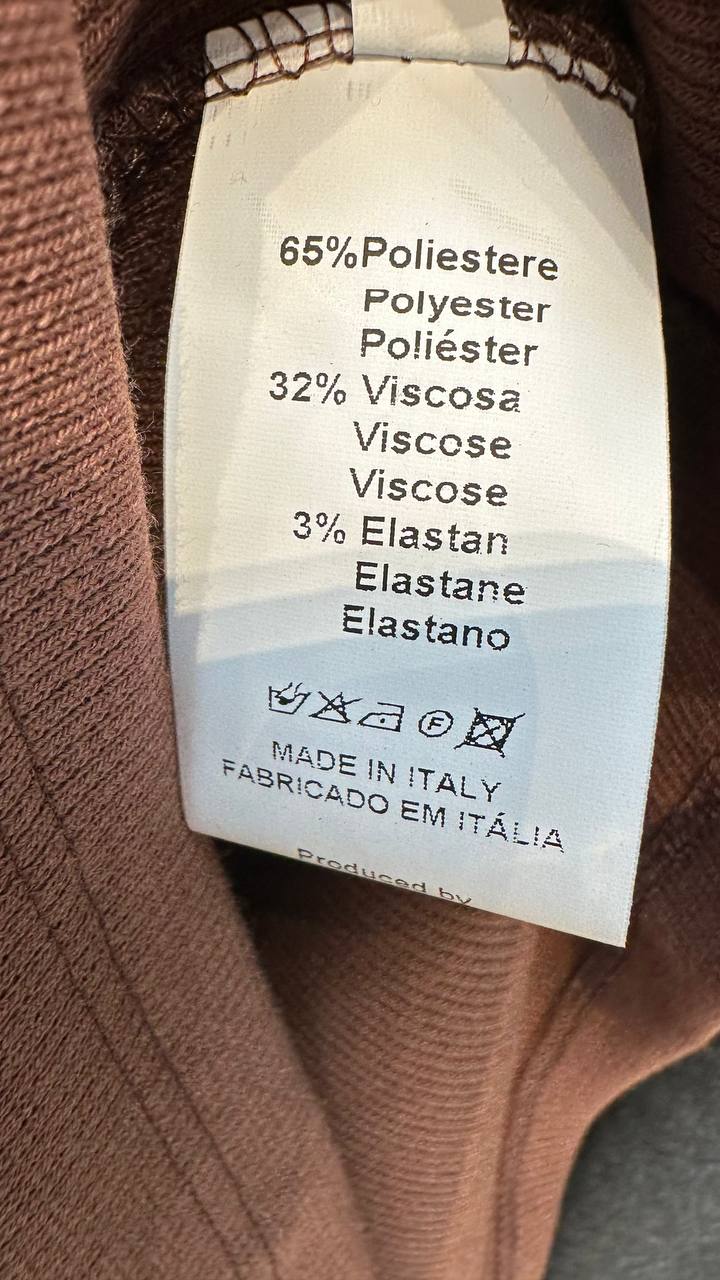 65%Poliestere
Polyester
Poliéster
32% Viscosa
Viscose
Viscose
3% Elastan
Elastane
Elastano
F
MADE IN ITALY
FABRICADO EM ITÁLIA
Produced by